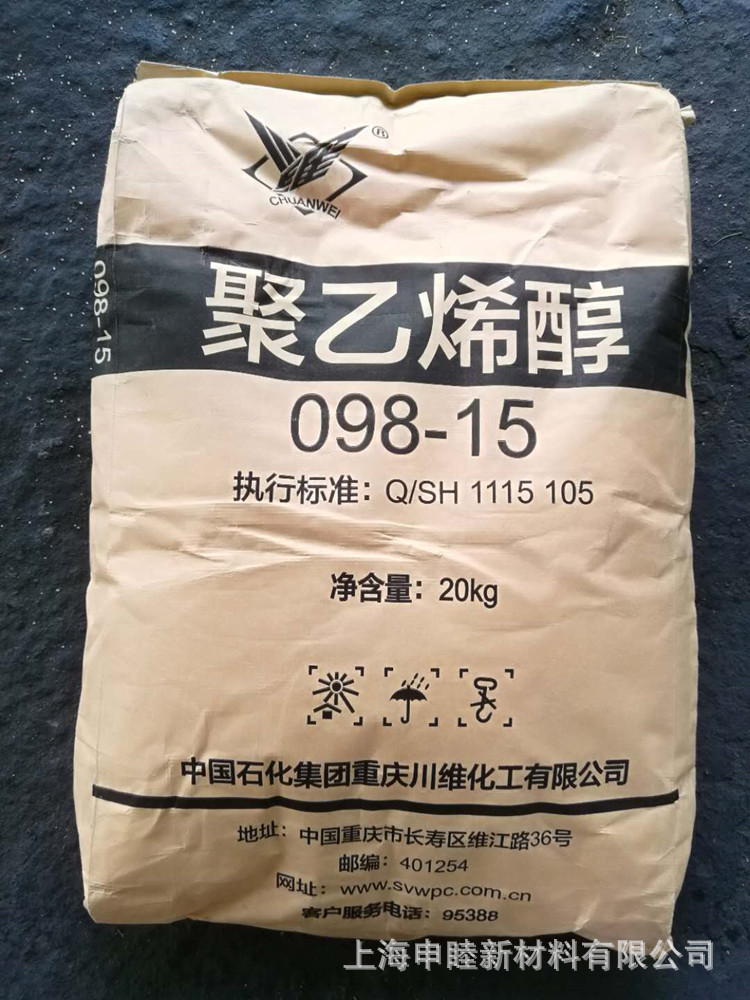 ®
CHUANWEI
聚乙烯醇
098-15
098-15
执行标准：Q/SH 1115 105
净含量：20kg
中国石化集团重庆川维化工有限公司
地址：中国重庆市长寿区维江路36号
邮编：401254
网址：www.svwpc.com.cn
客户服务电话：95388
上海申睦新材料有限公司